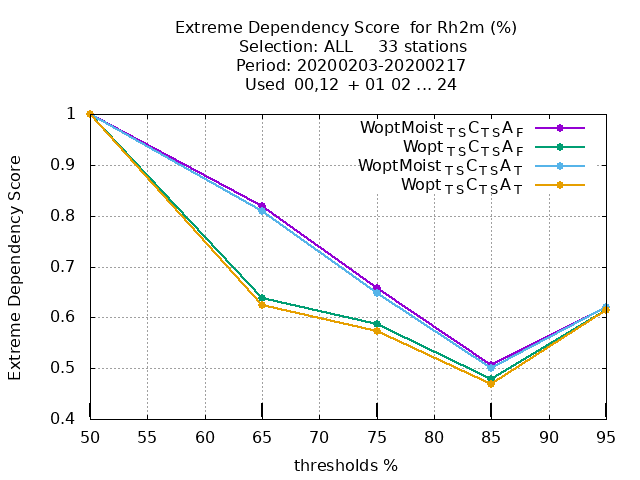 Extreme Dependency Score for Rh2m (%)
Selection: ALL 33 stations
Period: 20200203-20200217
Used 00,12 + 01 02 ... 24
WoptMoist TS C TS A F
Wopt TS C TS A F
WoptMoist TS C TS A T
Wopt TS C TS A T
Extreme Dependency Score
1
0.9
0.8
0.7
0.6
0.5
0.4
50 55 60 65 70 75 80 85 90 95
thresholds %